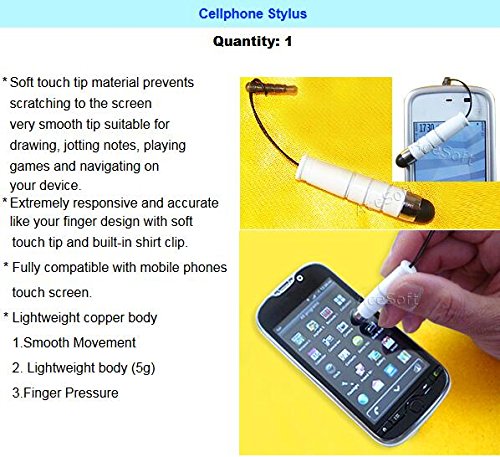 Cellphone Stylus
Quantity: 1
* Soft touch tip material prevents
scratching to the screen
very smooth tip suitable for
drawing, jotting notes, playing
games and navigating on
your device.
* Extremely responsive and accurate
like your finger design with soft
touch tip and built-in shirt clip.
* Fully compatible with mobile phones
touch screen.
* Lightweight copper body
1.Smooth Movement
2. Lightweight body (5g)
3.Finger Pressure